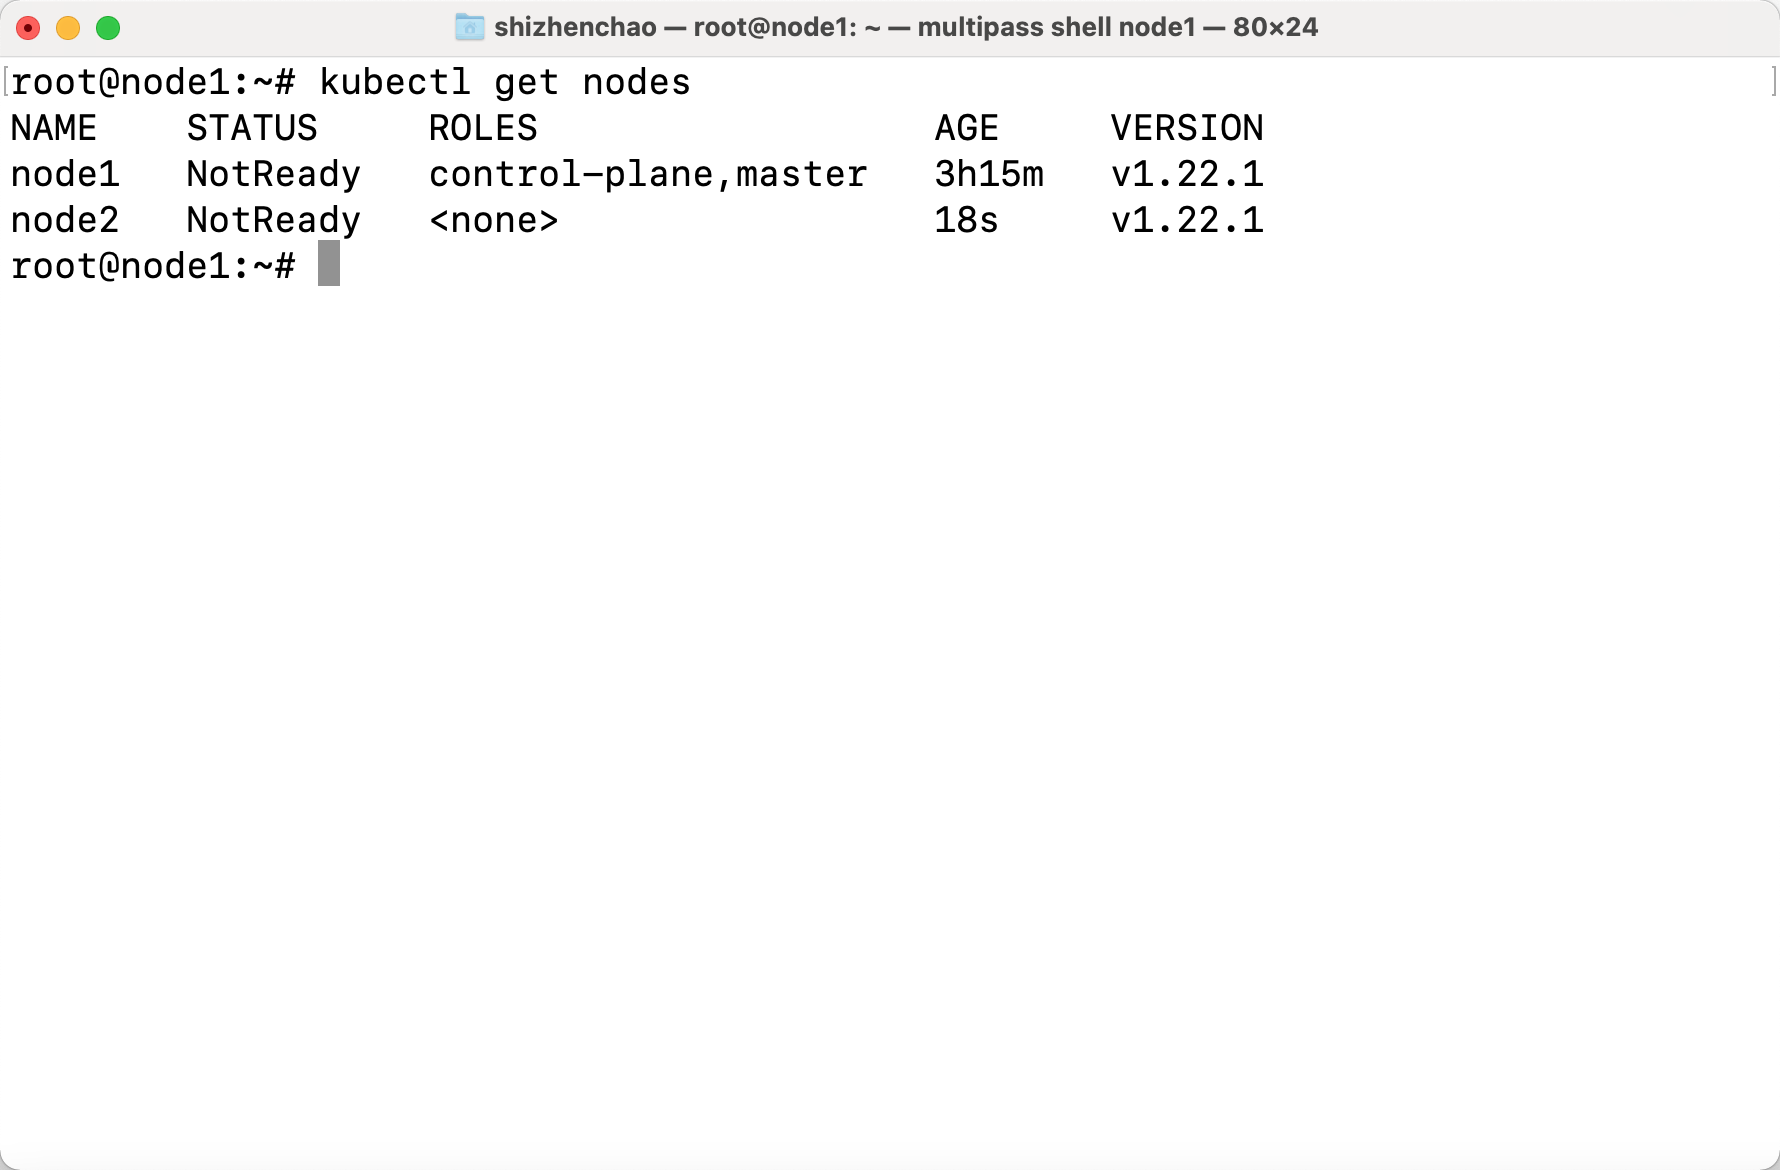 shizhenchao — root@node1: ~ — multipass shell node1 — 80×24
[root@node1:~# kubectl get nodes ]
NAME    STATUS     ROLES                  AGE     VERSION
node1   NotReady   control-plane,master   3h15m   v1.22.1
node2   NotReady   <none>                 18s     v1.22.1
root@node1:~#